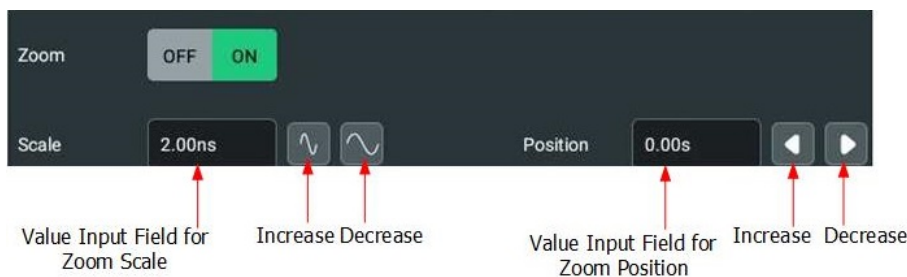 Zoom OFF ON
Scale 2.00ns Position 0.00s
Value Input Field for
Zoom Scale
Increase Decrease
Value Input Field for
Zoom Position
Increase Decrease